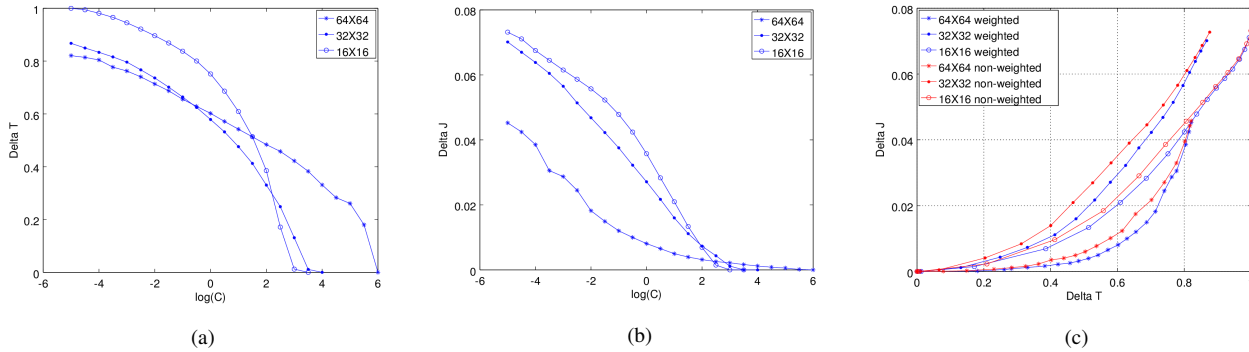 1
0.8
0.6
0.4
0.2
0
Delta T
-6 -4 -2 0 2 4 6
log(C)
64X64
32X32
16X16
(a)
0.08
0.06
0.04
0.02
0
Delta J
-6 -4 -2 0 2 4 6
log(C)
64X64
32X32
16X16
(b)
0.08
0.06
0.04
0.02
0
Delta J
0 0.2 0.4 0.6 0.8
Delta T
64X64 weighted
32X32 weighted
16X16 weighted
64X64 non-weighted
32X32 non-weighted
16X16 non-weighted
(c)